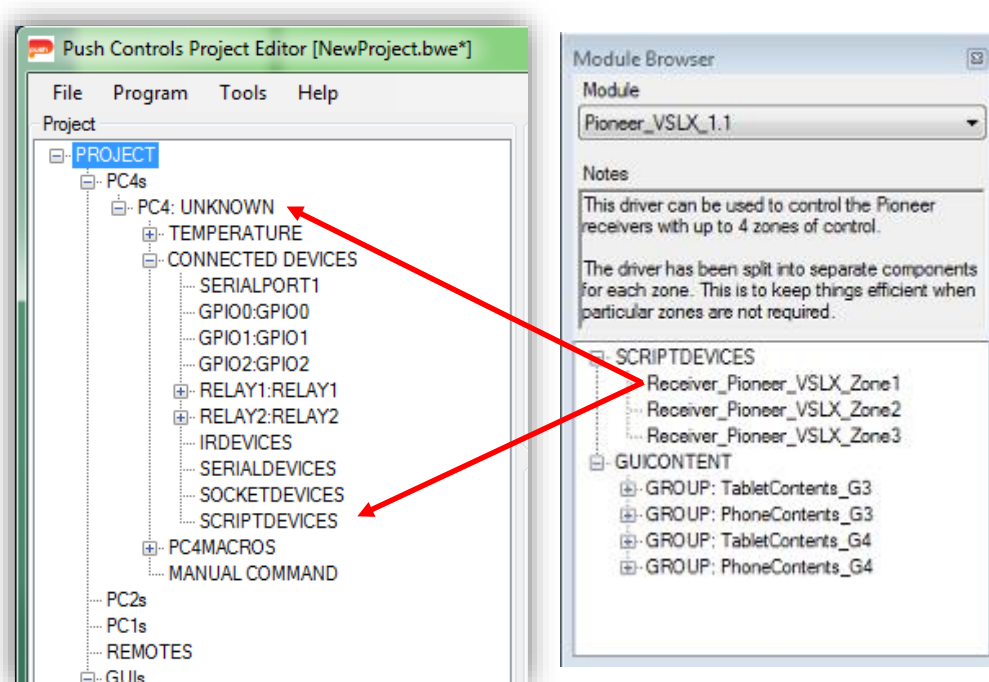 push
Push Controls Project Editor [NewProject.bwe*]
File Program Tools Help
Project
PROJECT
PC4s
PC4: UNKNOWN
TEMPERATURE
CONNECTED DEVICES
SERIALPORT1
GPIO0:GPIO0
GPIO1:GPIO1
GPIO2:GPIO2
RELAY1:RELAY1
RELAY2:RELAY2
IRDEVICES
SERIALDEVICES
SOCKETDEVICES
SCRIPTDEVICES
PC4MACROS
MANUAL COMMAND
PC2s
PC1s
REMOTES
GUIs
Module Browser
Module
Pioneer_VSLX_1.1
Notes
This driver can be used to control the Pioneer
receivers with up to 4 zones of control.
The driver has been split into separate components
for each zone. This is to keep things efficient when
particular zones are not required.
SCRIPTDEVICES
Receiver_Pioneer_VSLX_Zone1
Receiver_Pioneer_VSLX_Zone2
Receiver_Pioneer_VSLX_Zone3
GUICONTENT
GROUP: TabletContents_G3
GROUP: PhoneContents_G3
GROUP: TabletContents_G4
GROUP: PhoneContents_G4